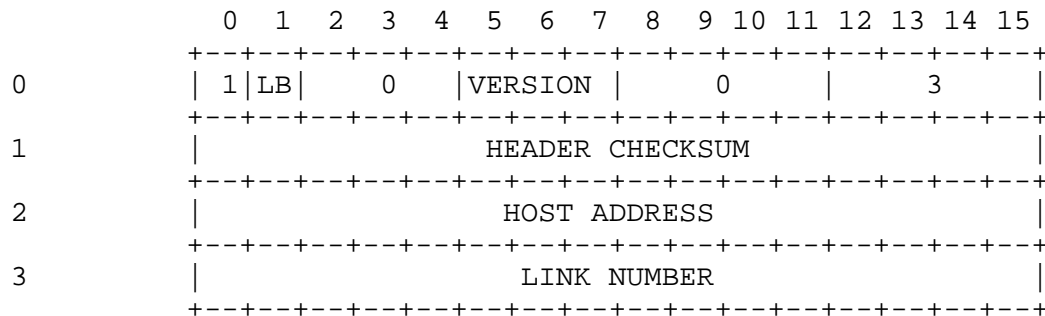 0  1  2  3  4  5  6  7  8  9 10 11 12 13 14 15
           +--+--+--+--+--+--+--+--+--+--+--+--+--+--+--+--+
0          | 1|LB|    0   |VERSION |     0     |     3     |
           +--+--+--+--+--+--+--+--+--+--+--+--+--+--+--+--+
1          |                HEADER CHECKSUM                |
           +--+--+--+--+--+--+--+--+--+--+--+--+--+--+--+--+
2          |                 HOST ADDRESS                  |
           +--+--+--+--+--+--+--+--+--+--+--+--+--+--+--+--+
3          |                  LINK NUMBER                  |
           +--+--+--+--+--+--+--+--+--+--+--+--+--+--+--+--+